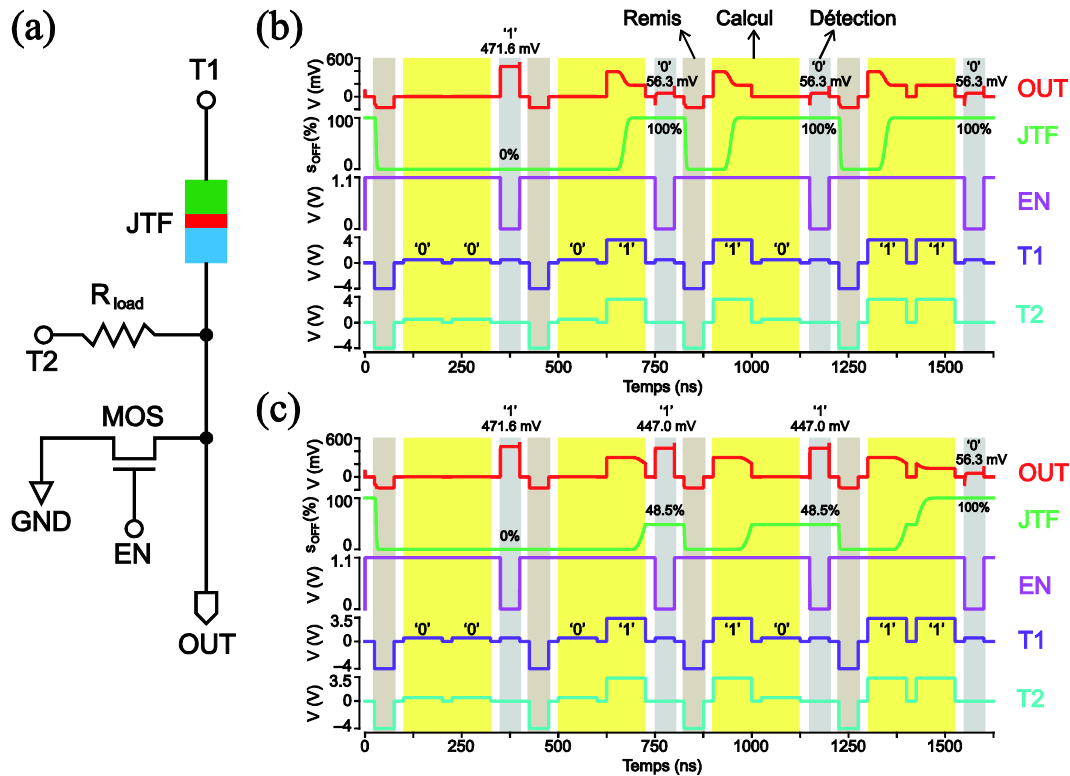 (a)
T1
JTF
R load
T2
MOS
GND
EN
OUT
(b)
Remis Calcul Détection
'1'
471.6 mV
'0'
56.3 mV
'0'
56.3 mV
'0'
56.3 mV
V (mV)
600
0
OUT
sOFF(%)
100
0
0% 100% 100% 100%
JTF
V (V)
1.1
0
EN
V (V)
4
0
−4
'0' '0' '0' '1' '1' '0' '1' '1'
T1
V (V)
4
0
−4
T2
0 250 500 750 1000 1250 1500
Temps (ns)
(c)
'1'
471.6 mV
'1'
447.0 mV
'1'
447.0 mV
'0'
56.3 mV
V (mV)
600
0
OUT
sOFF(%)
100
0
0% 48.5% 48.5% 100%
JTF
V (V)
1.1
0
EN
V (V)
3.5
0
−4
'0' '0' '0' '1' '1' '0' '1' '1'
T1
V (V)
3.5
0
−4
T2
0 250 500 750 1000 1250 1500
Temps (ns)